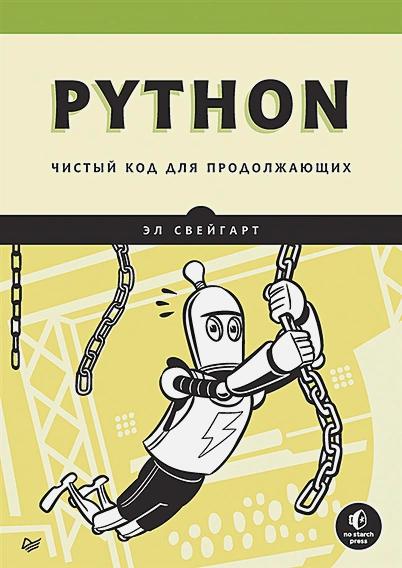 PYTHON
ЧИСТЫЙ КОД ДЛЯ ПРОДОЛЖАЮЩИХ
ЭЛ СВЕЙГАРТ
no starch
press